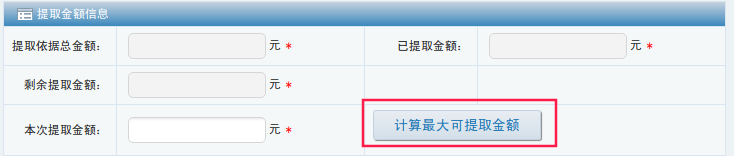 提取金额信息
提取依据总金额： 元 * 已提取金额： 元 *
剩余提取金额： 元 *
本次提取金额： 元 * 计算最大可提取金额